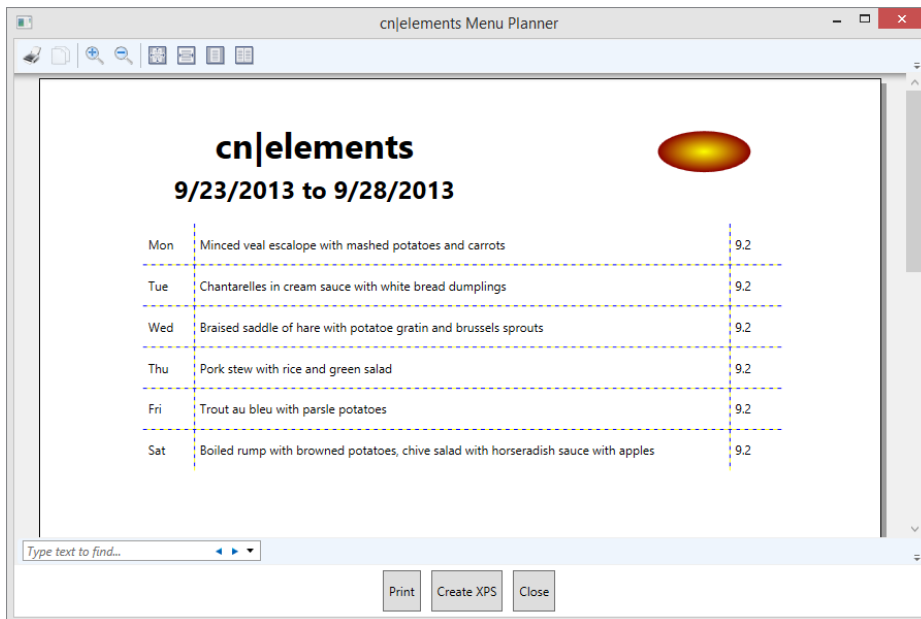 cn|elements Menu Planner
cn|elements
9/23/2013 to 9/28/2013
Mon Minced veal escalope with mashed potatoes and carrots 9.2
Tue Chantarelles in cream sauce with white bread dumplings 9.2
Wed Braised saddle of hare with potatoe gratin and brussels sprouts 9.2
Thu Pork stew with rice and green salad 9.2
Fri Trout au bleu with parsle potatoes 9.2
Sat Boiled rump with browned potatoes, chive salad with horseradish sauce with apples 9.2
Type text to find...
Print Create XPS Close